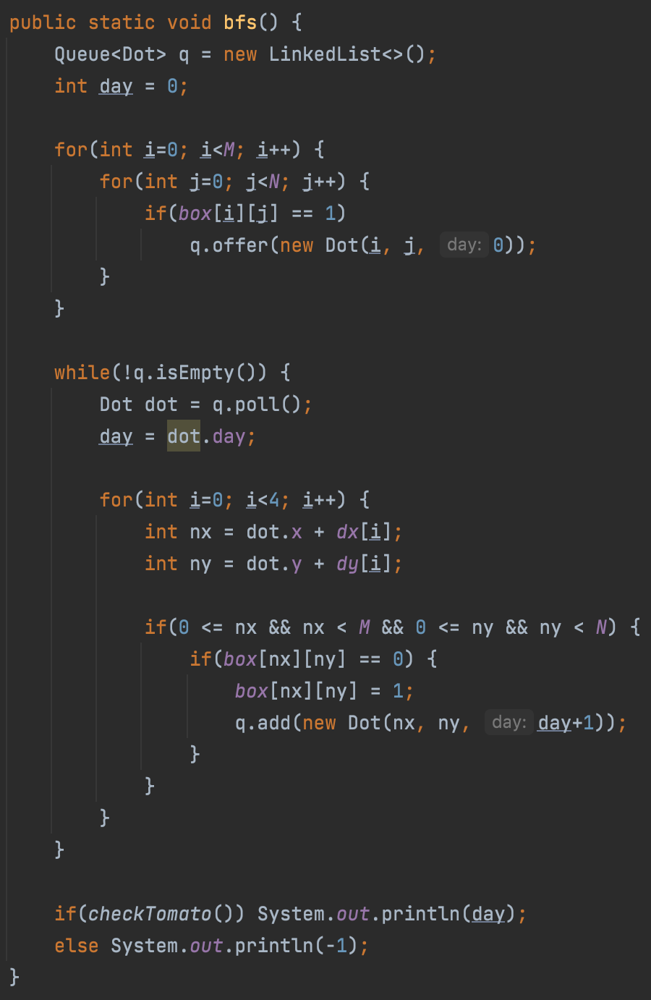 public static void bfs() {
    Queue<Dot> q = new LinkedList<>();
    int day = 0;

    for(int i=0; i<M; i++) {
        for(int j=0; j<N; j++) {
            if(box[i][j] == 1)
                q.offer(new Dot(i, j, day: 0));
        }
    }

    while(!q.isEmpty()) {
        Dot dot = q.poll();
        day = dot.day;

        for(int i=0; i<4; i++) {
            int nx = dot.x + dx[i];
            int ny = dot.y + dy[i];

            if(0 <= nx && nx < M && 0 <= ny && ny < N) {
                if(box[nx][ny] == 0) {
                    box[nx][ny] = 1;
                    q.add(new Dot(nx, ny, day: day+1));
                }
            }
        }
    }

    if(checkTomato()) System.out.println(day);
    else System.out.println(-1);
}